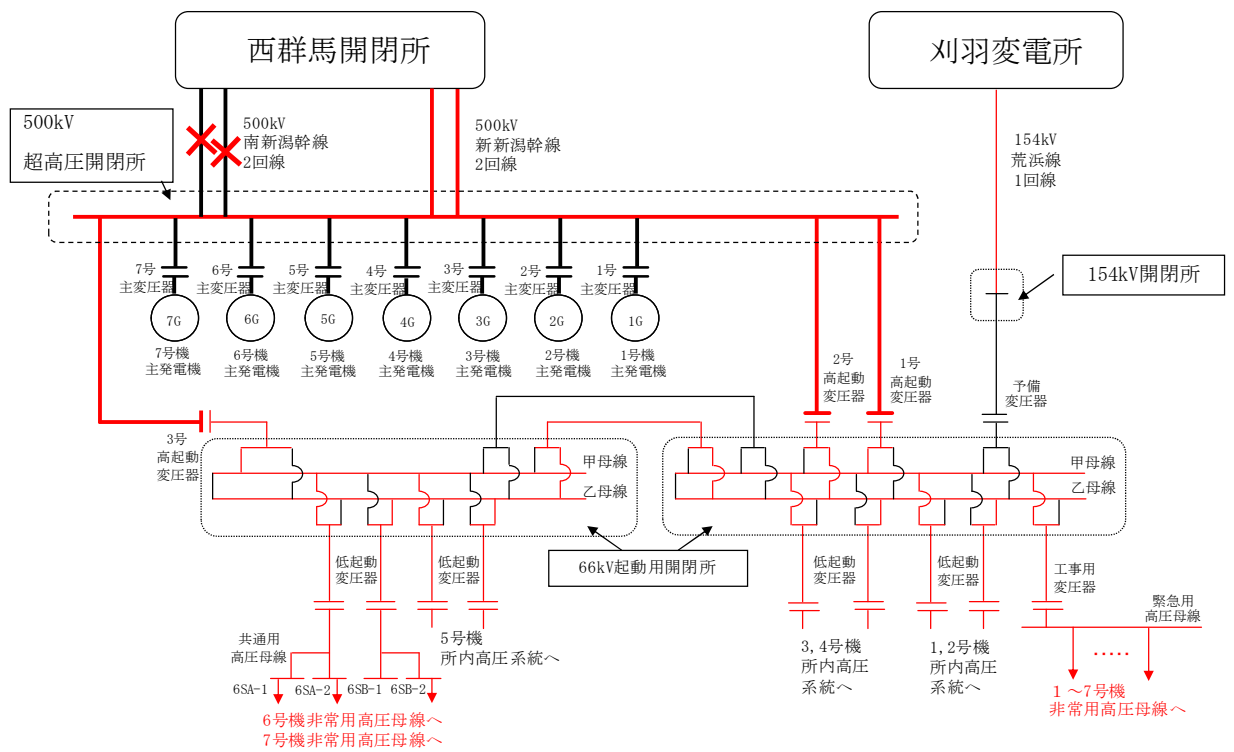 西群馬開閉所
刈羽変電所
500kV
超高圧開閉所
500kV
南新潟幹線
2回線
500kV
新新潟幹線
2回線
154kV
荒浜線
1回線
154kV開閉所
7号
主変圧器
6号
主変圧器
5号
主変圧器
4号
主変圧器
3号
主変圧器
2号
主変圧器
1号
主変圧器
7G
6G
5G
4G
3G
2G
1G
7号機
主発電機
6号機
主発電機
5号機
主発電機
4号機
主発電機
3号機
主発電機
2号機
主発電機
1号機
主発電機
2号
高起動
変圧器
1号
高起動
変圧器
予備
変圧器
3号
高起動
変圧器
甲母線
乙母線
甲母線
乙母線
66kV起動用開閉所
低起動
変圧器
低起動
変圧器
低起動
変圧器
低起動
変圧器
工事用
変圧器
緊急用
高圧母線
共通用
高圧母線
5号機
所内高圧系統へ
3,4号機
所内高圧
系統へ
1,2号機
所内高圧
系統へ
.....
1～7号機
非常用高圧母線へ
6SA-1
6SA-2
6SB-1
6SB-2
6号機非常用高圧母線へ
7号機非常用高圧母線へ